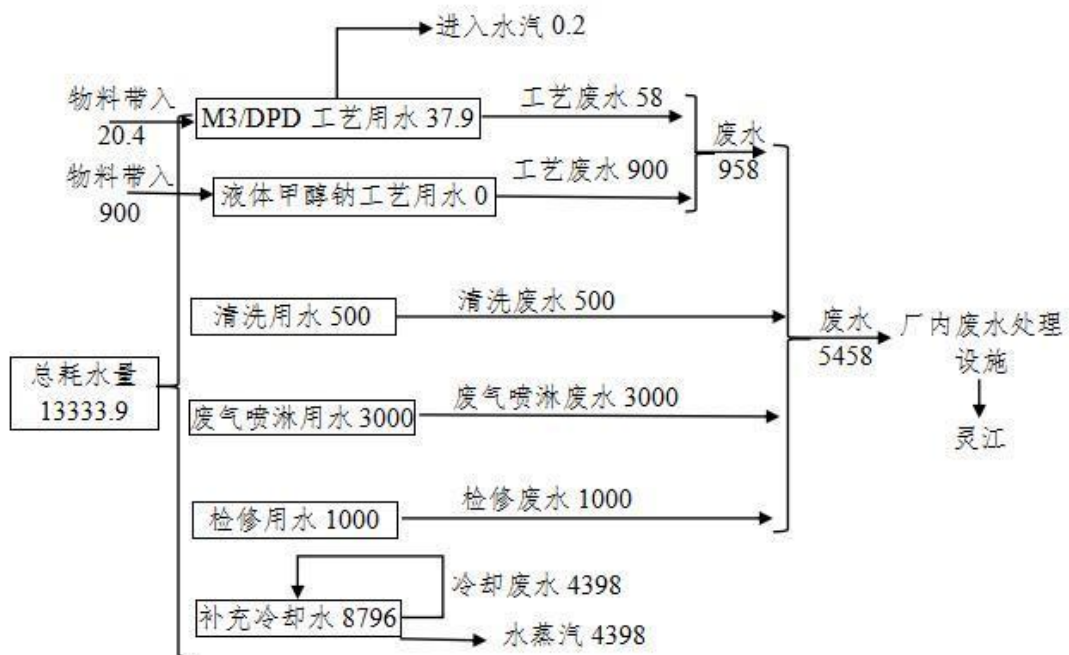 进入水汽 0.2
物料带入
20.4
M3/DPD 工艺用水 37.9
工艺废水 58
物料带入
900
液体甲醇钠工艺用水 0
工艺废水 900
废水
958
清洗用水 500
清洗废水 500
总耗水量
13333.9
废气喷淋用水 3000
废气喷淋废水 3000
检修用水 1000
检修废水 1000
废水
5458
厂内废水处理
设施
灵江
补充冷却水 8796
冷却废水 4398
水蒸汽 4398